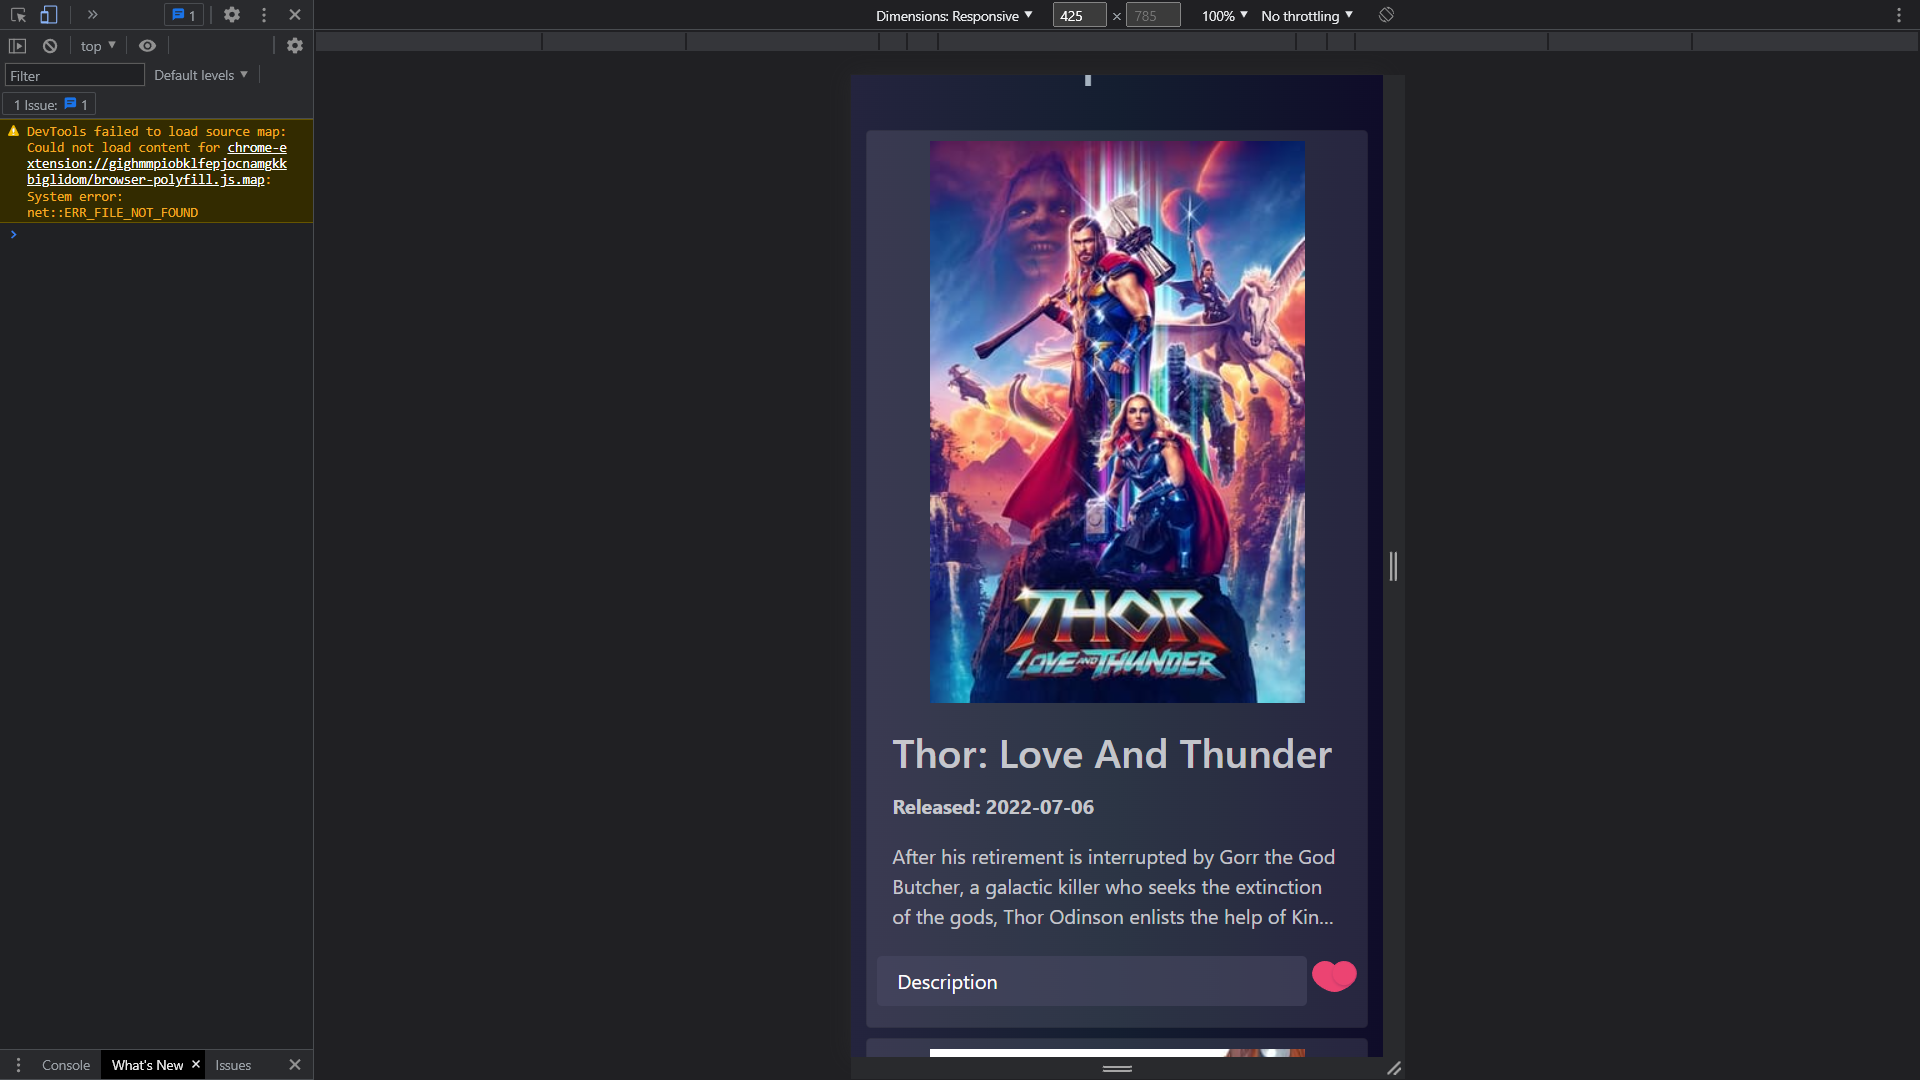 1
Dimensions: Responsive
425 × 785
100%
No throttling
top
Filter
Default levels
1 Issue: 1
DevTools failed to load source map:
Could not load content for chrome-e
xtension://gighmmpiobklfepjocnamgkk
biglidom/browser-polyfill.js.map:
System error:
net::ERR_FILE_NOT_FOUND
THOR
LOVE AND THUNDER
Thor: Love And Thunder
Released: 2022-07-06
After his retirement is interrupted by Gorr the God
Butcher, a galactic killer who seeks the extinction
of the gods, Thor Odinson enlists the help of Kin...
Description
Console
What's New
Issues